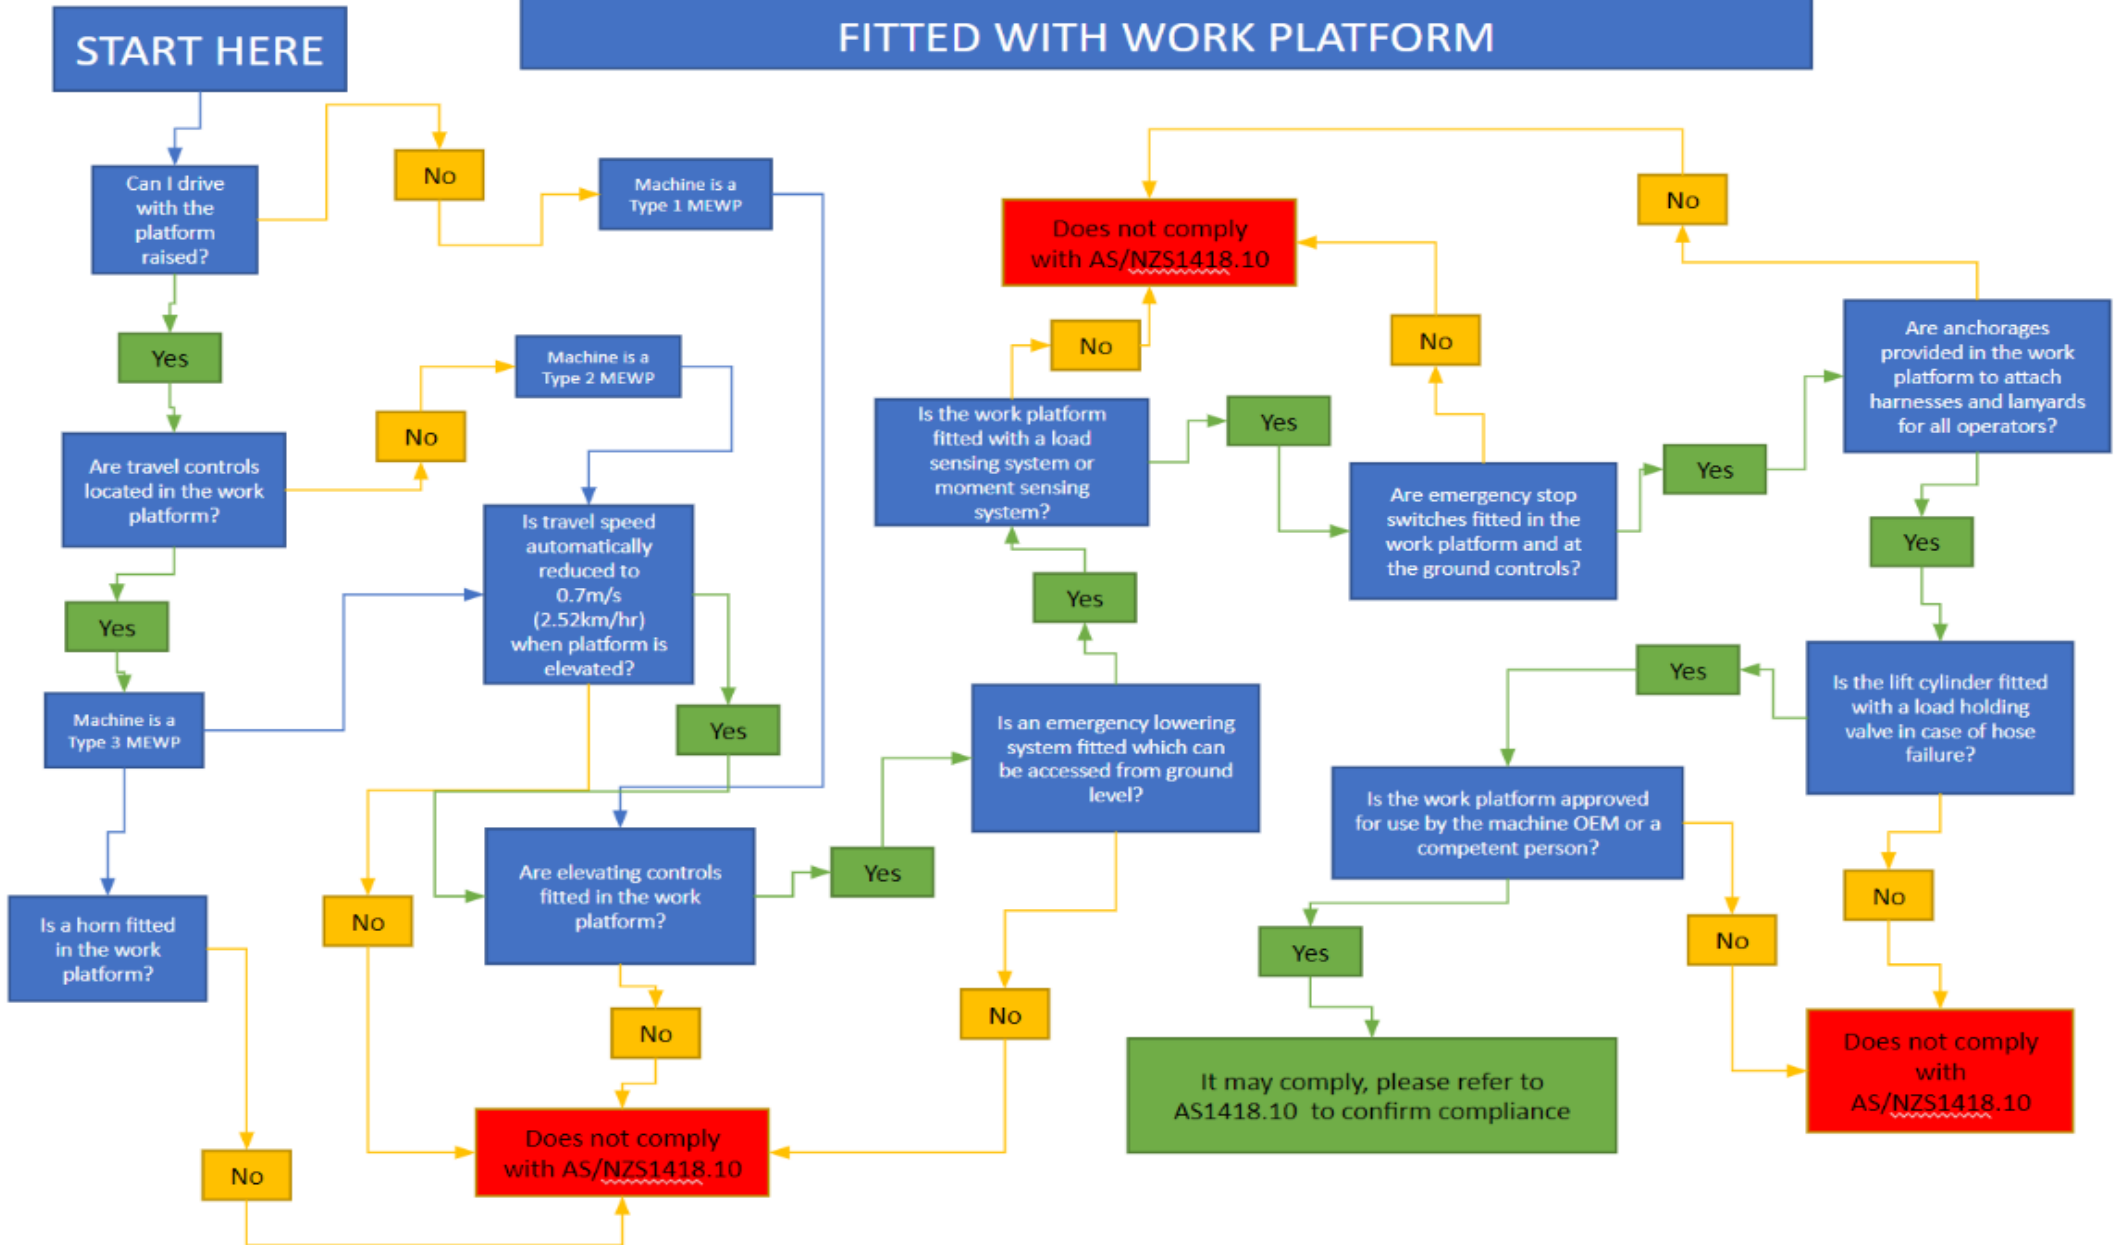 START HERE
FITTED WITH WORK PLATFORM
Can I drive
with the
platform
raised?
No
Machine is a
Type 1 MEWP
Yes
Machine is a
Type 2 MEWP
No
Are travel controls
located in the work
platform?
Yes
Machine is a
Type 3 MEWP
Is a horn fitted
in the work
platform?
No
Is travel speed
automatically
reduced to
0.7m/s
(2.52km/hr)
when platform is
elevated?
Yes
No
Are elevating controls
fitted in the work
platform?
Yes
No
Does not comply
with AS/NZS1418.10
Is an emergency lowering
system fitted which can
be accessed from ground
level?
No
Yes
Is the work platform
fitted with a load
sensing system or
moment sensing
system?
No
Does not comply
with AS/NZS1418.10
Yes
Are emergency stop
switches fitted in the
work platform and at
the ground controls?
No
Yes
Are anchorages
provided in the work
platform to attach
harnesses and lanyards
for all operators?
No
Yes
Is the lift cylinder fitted
with a load holding
valve in case of hose
failure?
Yes
No
Is the work platform approved
for use by the machine OEM or a
competent person?
No
Does not comply
with
AS/NZS1418.10
Yes
It may comply, please refer to
AS1418.10 to confirm compliance